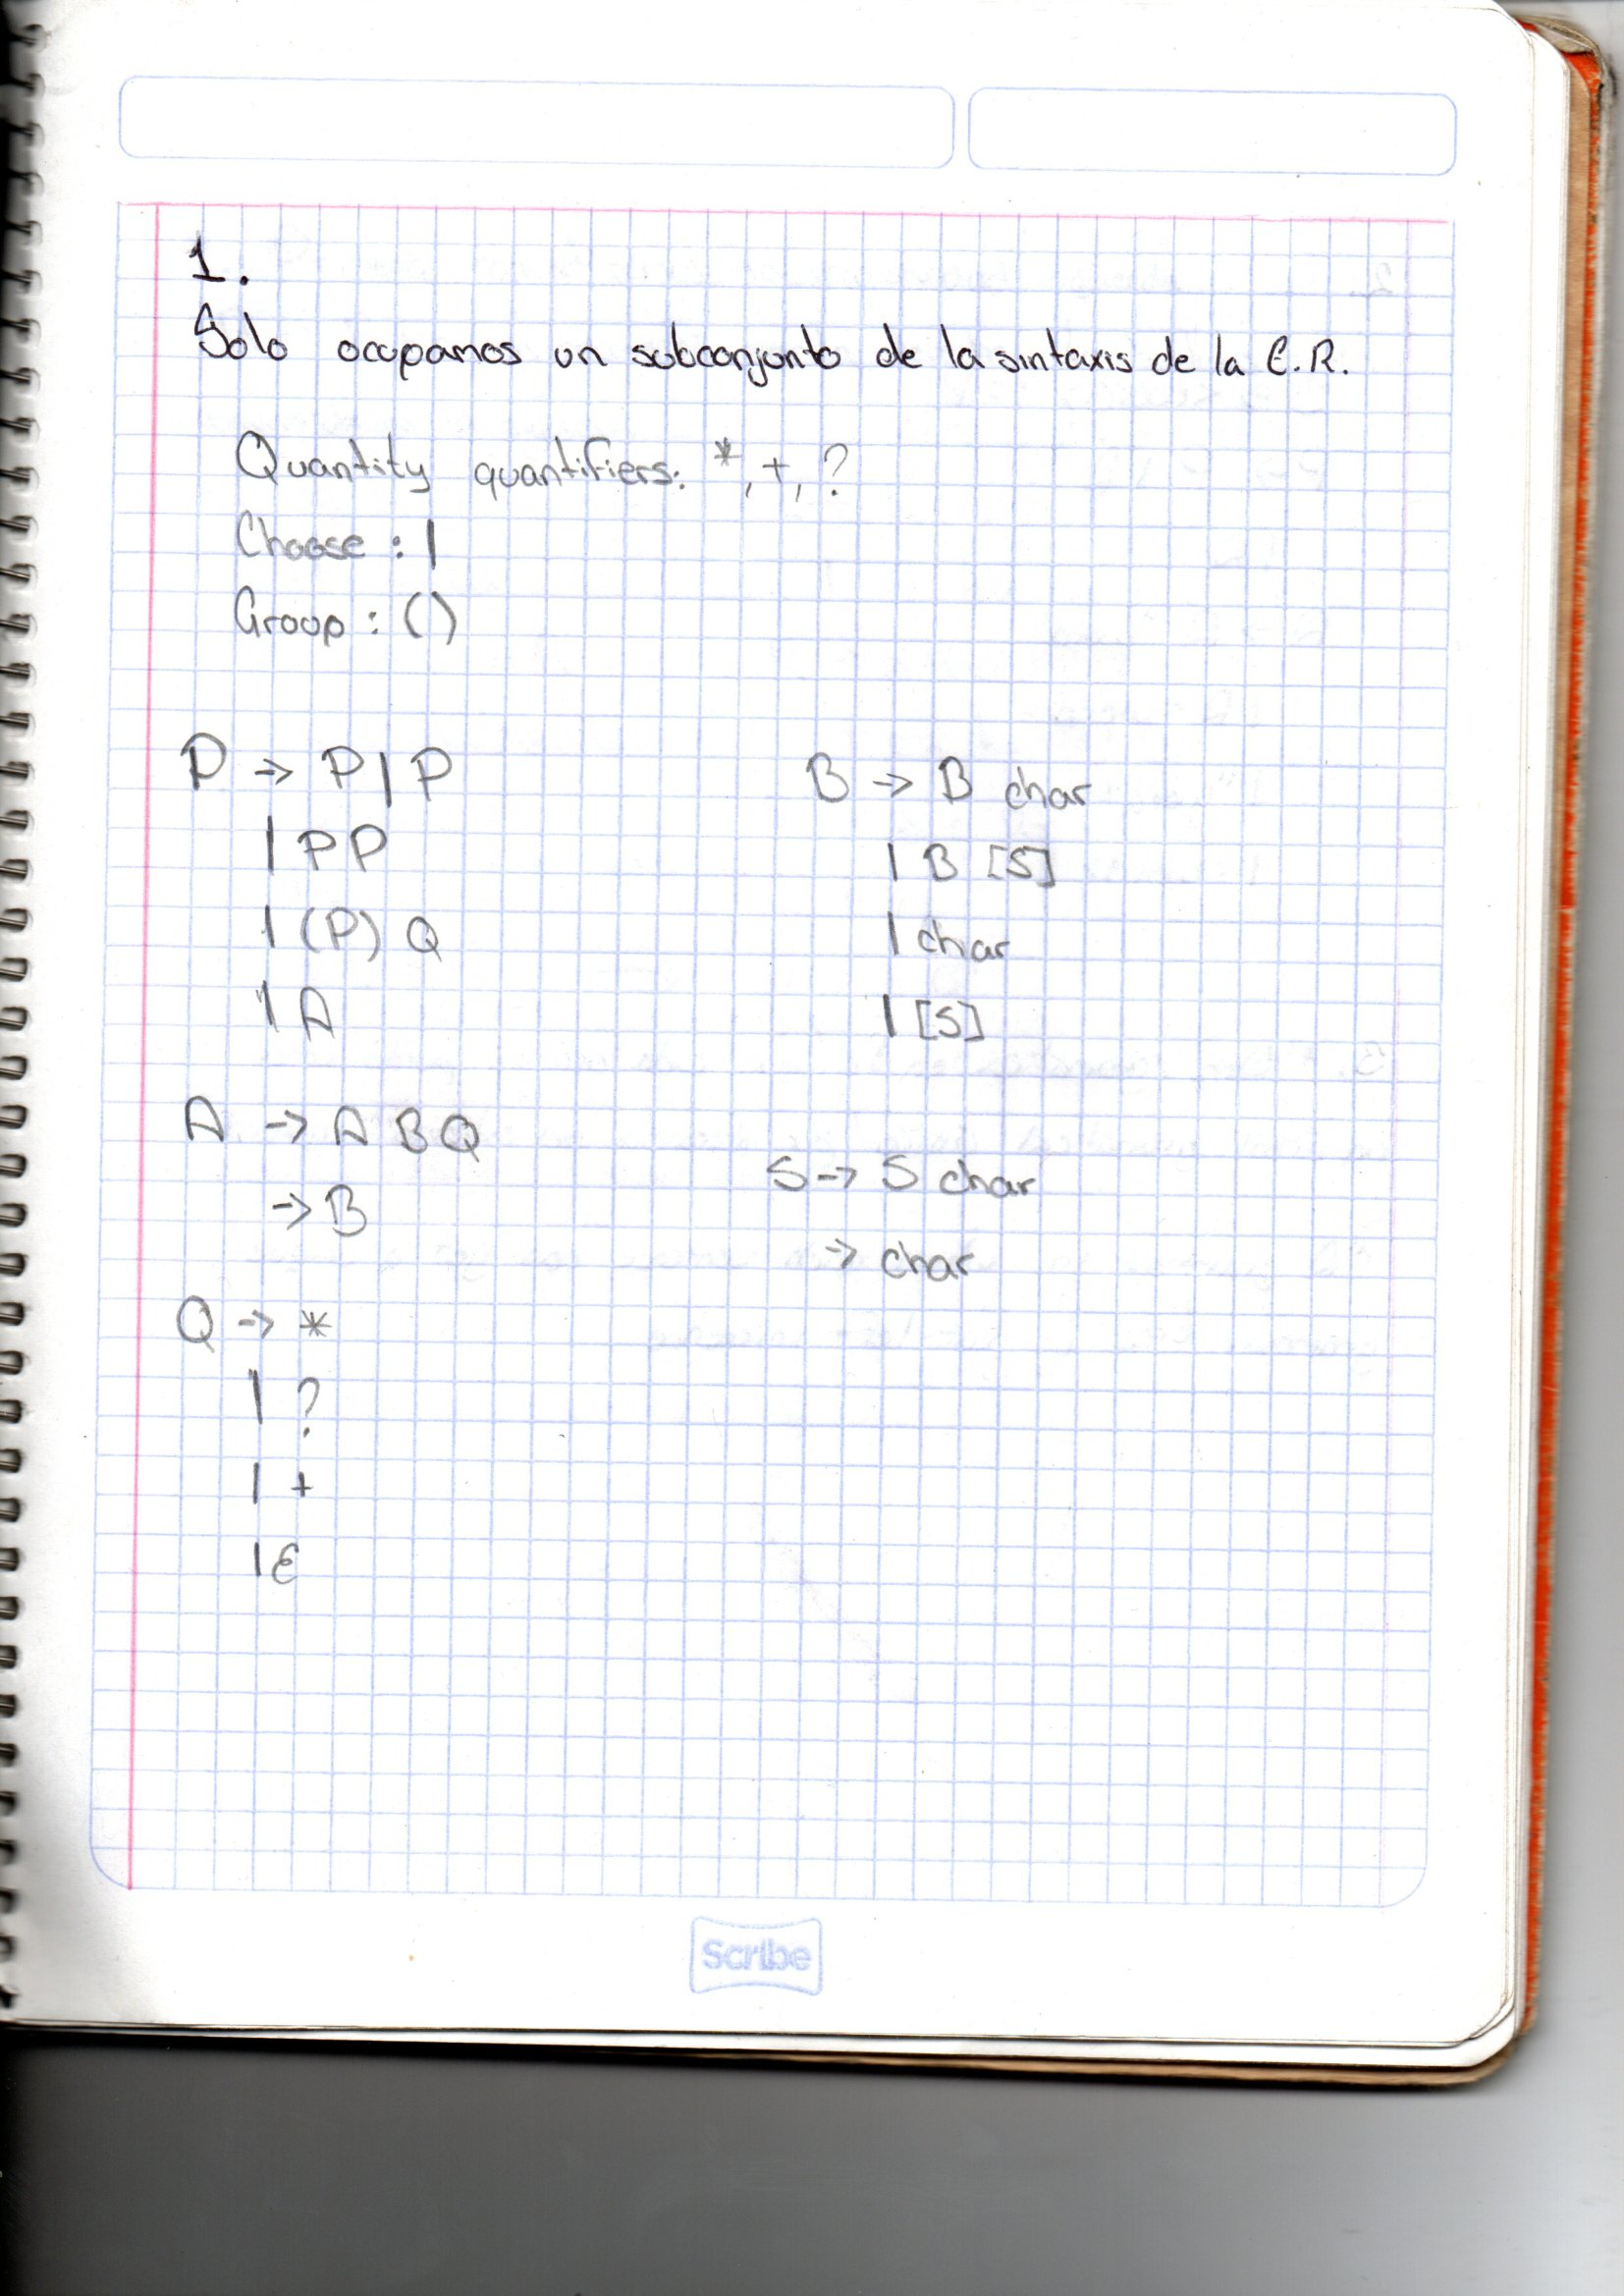 1.
Solo ocupamos un subconjunto de la sintaxis de la E.R.
Quantity quantifiers: *, +, ?
Choose : |
Group : ()
P → P | P
| P P
| (P) Q
| A
A → A B Q
→ B
Q → *
| ?
| +
| ε
B → B char
| B [S]
| char
| [S]
S → S char
→ char
Scribe